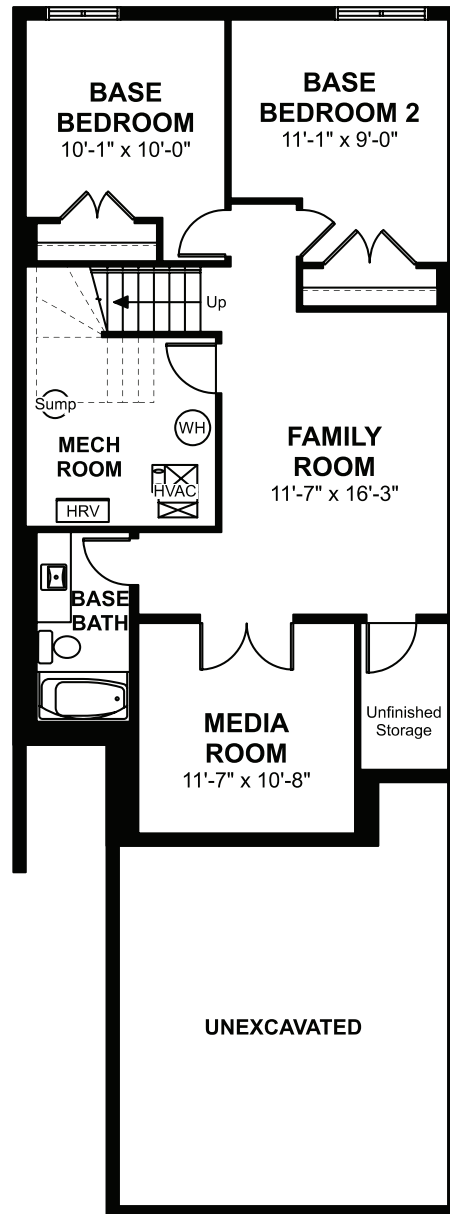 BASE
BEDROOM
10'-1" x 10'-0"
BASE
BEDROOM 2
11'-1" x 9'-0"
Up
Sump
WH
MECH
ROOM
HVAC
HRV
FAMILY
ROOM
11'-7" x 16'-3"
BASE
BATH
MEDIA
ROOM
11'-7" x 10'-8"
Unfinished
Storage
UNEXCAVATED